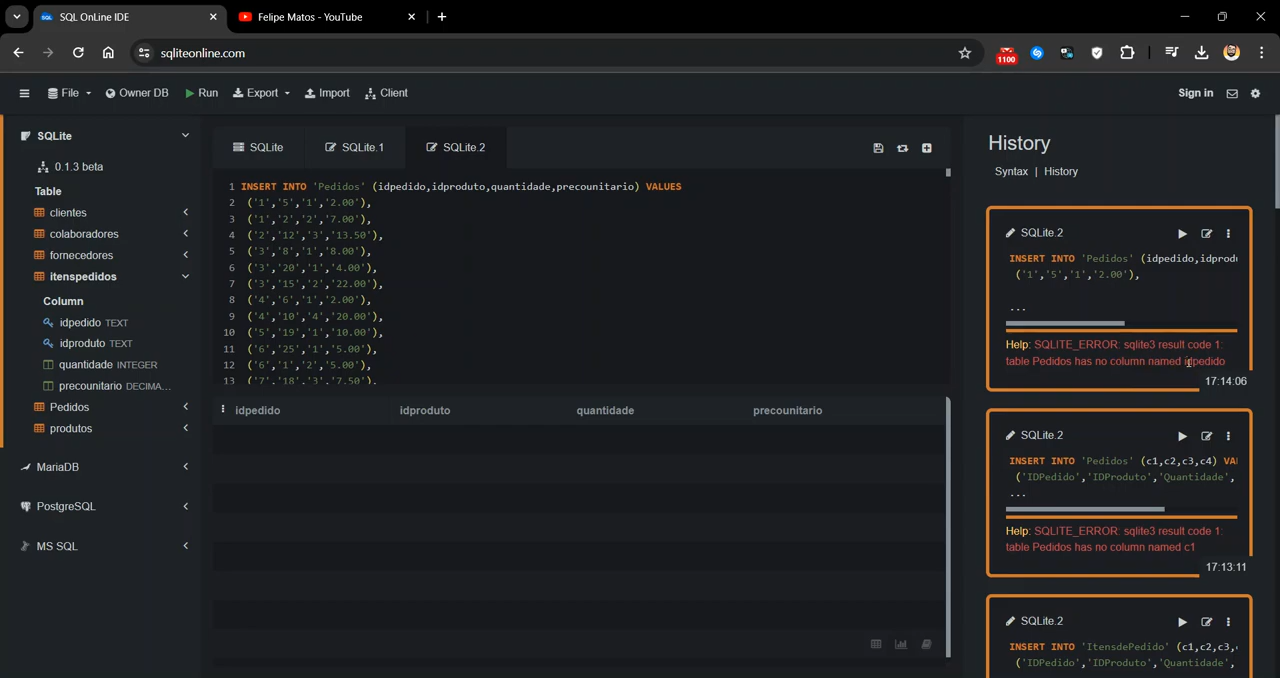 SQL OnLine IDE
Felipe Matos - YouTube
sqliteonline.com
1100
File
Owner DB
Run
Export
Import
Client
Sign in
SQLite
0.1.3 beta
Table
clientes
colaboradores
fornecedores
itenspedidos
Column
idpedido TEXT
idproduto TEXT
quantidade INTEGER
precounitario DECIMA...
Pedidos
produtos
MariaDB
PostgreSQL
MS SQL
SQLite
SQLite.1
SQLite.2
1 INSERT INTO 'Pedidos' (idpedido,idproduto,quantidade,precounitario) VALUES
2 ('1','5','1','2.00'),
3 ('1','2','2','7.00'),
4 ('2','12','3','13.50'),
5 ('3','8','1','8.00'),
6 ('3','20','1','4.00'),
7 ('3','15','2','22.00'),
8 ('4','6','1','2.00'),
9 ('4','10','4','20.00'),
10 ('5','19','1','10.00'),
11 ('6','25','1','5.00'),
12 ('6','1','2','5.00'),
13 ('7','18','3','7.50'),
idpedido idproduto quantidade precounitario
History
Syntax | History
SQLite.2
INSERT INTO 'Pedidos' (idpedido,idprodu
('1','5','1','2.00'),
...
Help: SQLITE_ERROR: sqlite3 result code 1:
table Pedidos has no column named idpedido
17:14:06
SQLite.2
INSERT INTO 'Pedidos' (c1,c2,c3,c4) VA
('IDPedido','IDProduto','Quantidade',
...
Help: SQLITE_ERROR: sqlite3 result code 1:
table Pedidos has no column named c1
17:13:11
SQLite.2
INSERT INTO 'ItensdePedido' (c1,c2,c3,
('IDPedido','IDProduto','Quantidade',